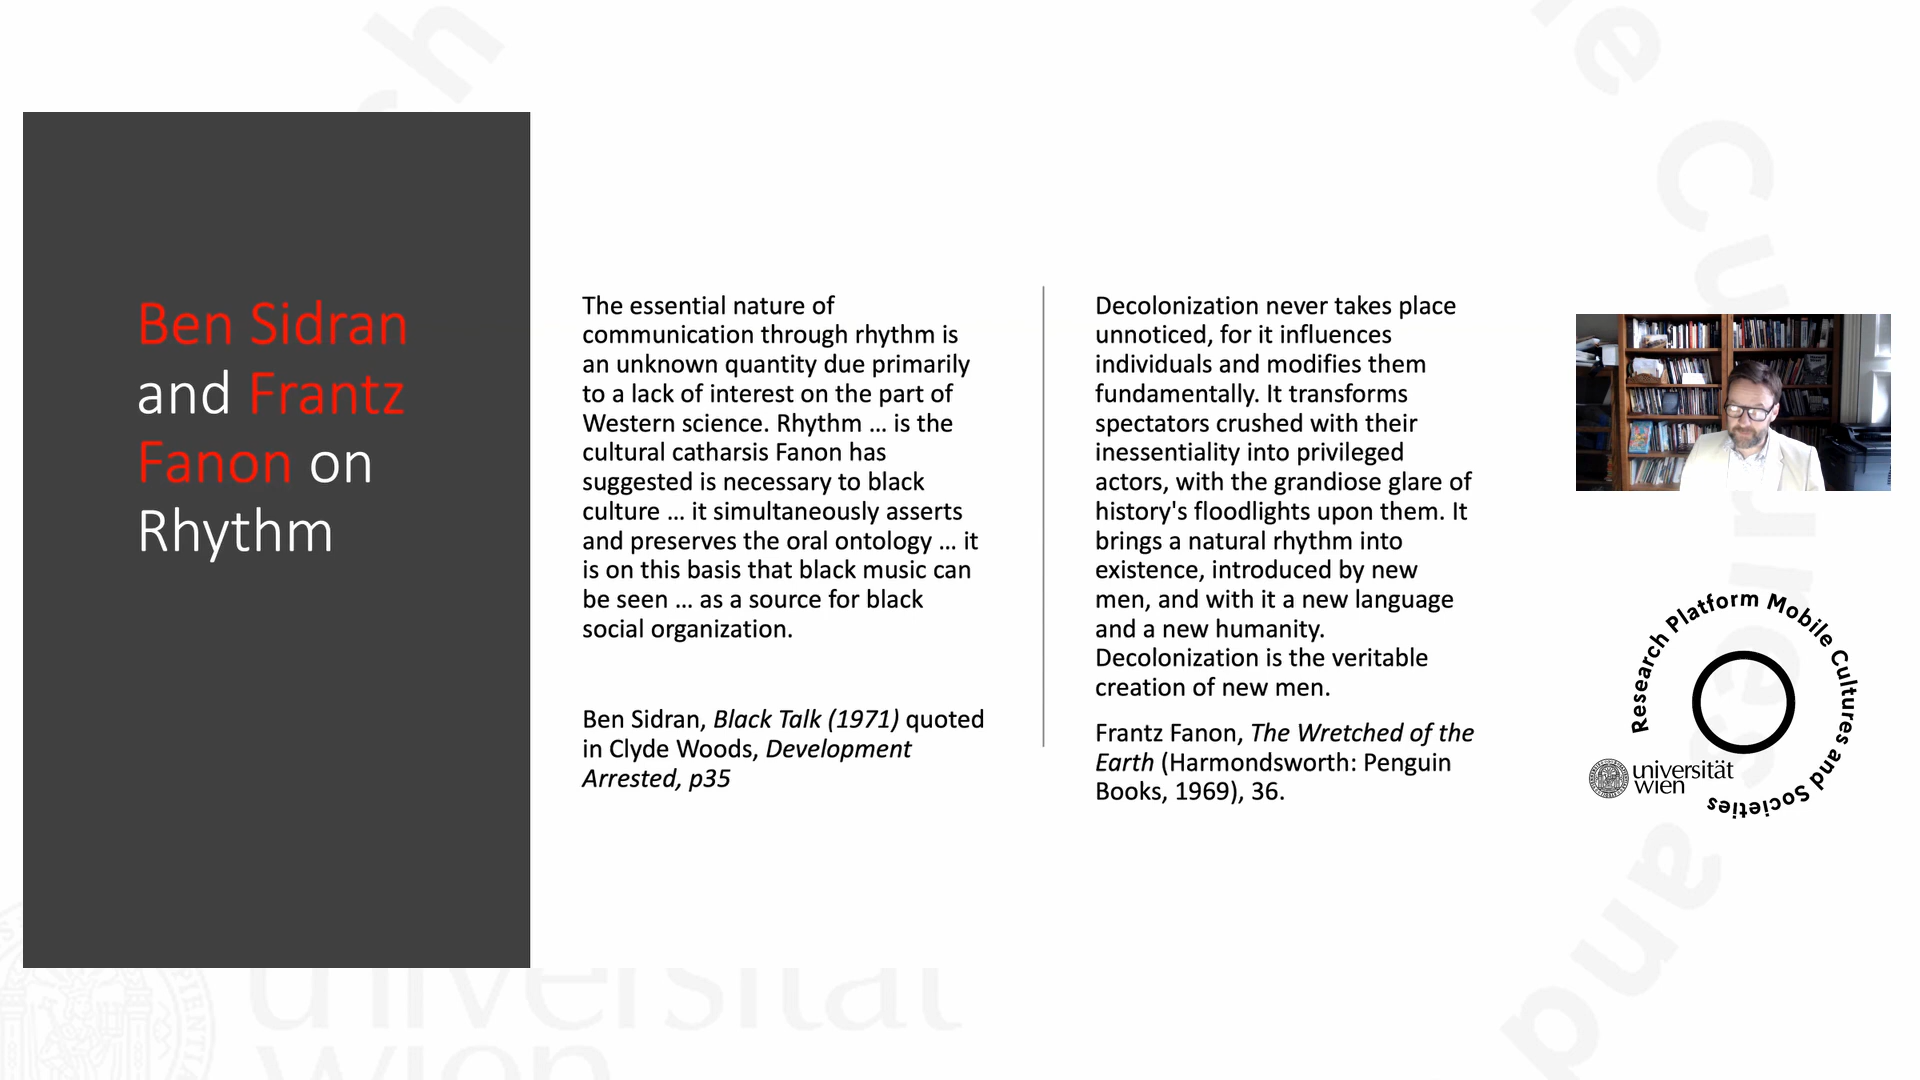 Ben Sidran
and Frantz
Fanon on
Rhythm
The essential nature of
communication through rhythm is
an unknown quantity due primarily
to a lack of interest on the part of
Western science. Rhythm … is the
cultural catharsis Fanon has
suggested is necessary to black
culture … it simultaneously asserts
and preserves the oral ontology … it
is on this basis that black music can
be seen … as a source for black
social organization.
Ben Sidran, Black Talk (1971) quoted
in Clyde Woods, Development
Arrested, p35
Decolonization never takes place
unnoticed, for it influences
individuals and modifies them
fundamentally. It transforms
spectators crushed with their
inessentiality into privileged
actors, with the grandiose glare of
history's floodlights upon them. It
brings a natural rhythm into
existence, introduced by new
men, and with it a new language
and a new humanity.
Decolonization is the veritable
creation of new men.
Frantz Fanon, The Wretched of the
Earth (Harmondsworth: Penguin
Books, 1969), 36.
Research Platform Mobile Cultures and Societies
universität
wien
universität
wien